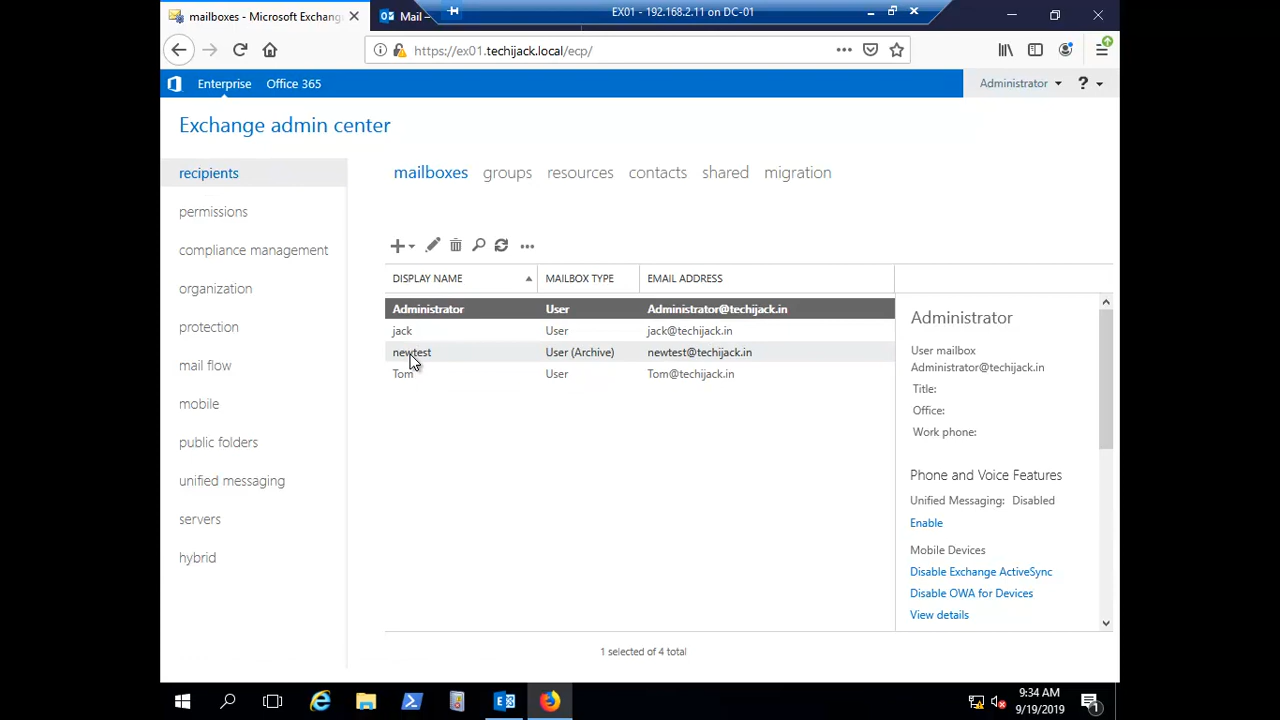 mailboxes - Microsoft Exchang
Mail –
EX01 - 192.168.2.11 on DC-01
https://ex01.techijack.local/ecp/
Enterprise Office 365
Administrator ?
Exchange admin center
recipients
permissions
compliance management
organization
protection
mail flow
mobile
public folders
unified messaging
servers
hybrid
mailboxes groups resources contacts shared migration
DISPLAY NAME MAILBOX TYPE EMAIL ADDRESS
Administrator User Administrator@techijack.in
jack User jack@techijack.in
newtest User (Archive) newtest@techijack.in
Tom User Tom@techijack.in
1 selected of 4 total
Administrator
User mailbox
Administrator@techijack.in
Title:
Office:
Work phone:
Phone and Voice Features
Unified Messaging: Disabled
Enable
Mobile Devices
Disable Exchange ActiveSync
Disable OWA for Devices
View details
9:34 AM
9/19/2019
1